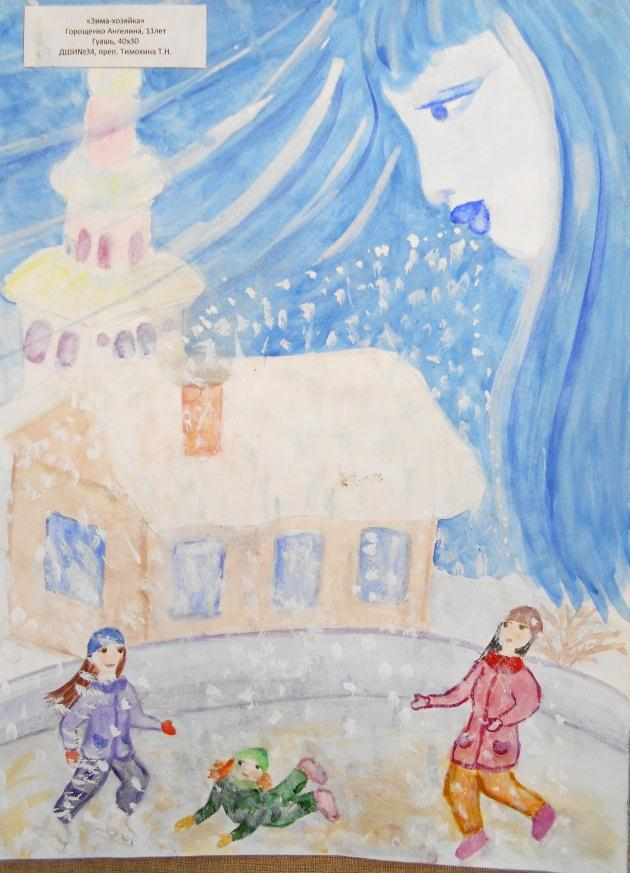 «Зима-хозяйка»
Горощенко Ангелина, 11лет
Гуашь, 40х30
ДШИ№34, преп. Тимохина Т.Н.